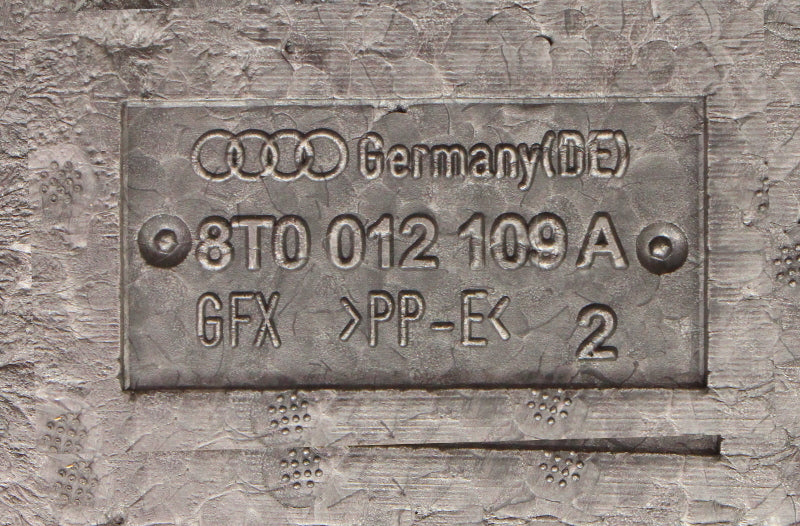 Germany(DE)
8T0 012 109 A
GFX >PP-E< 2